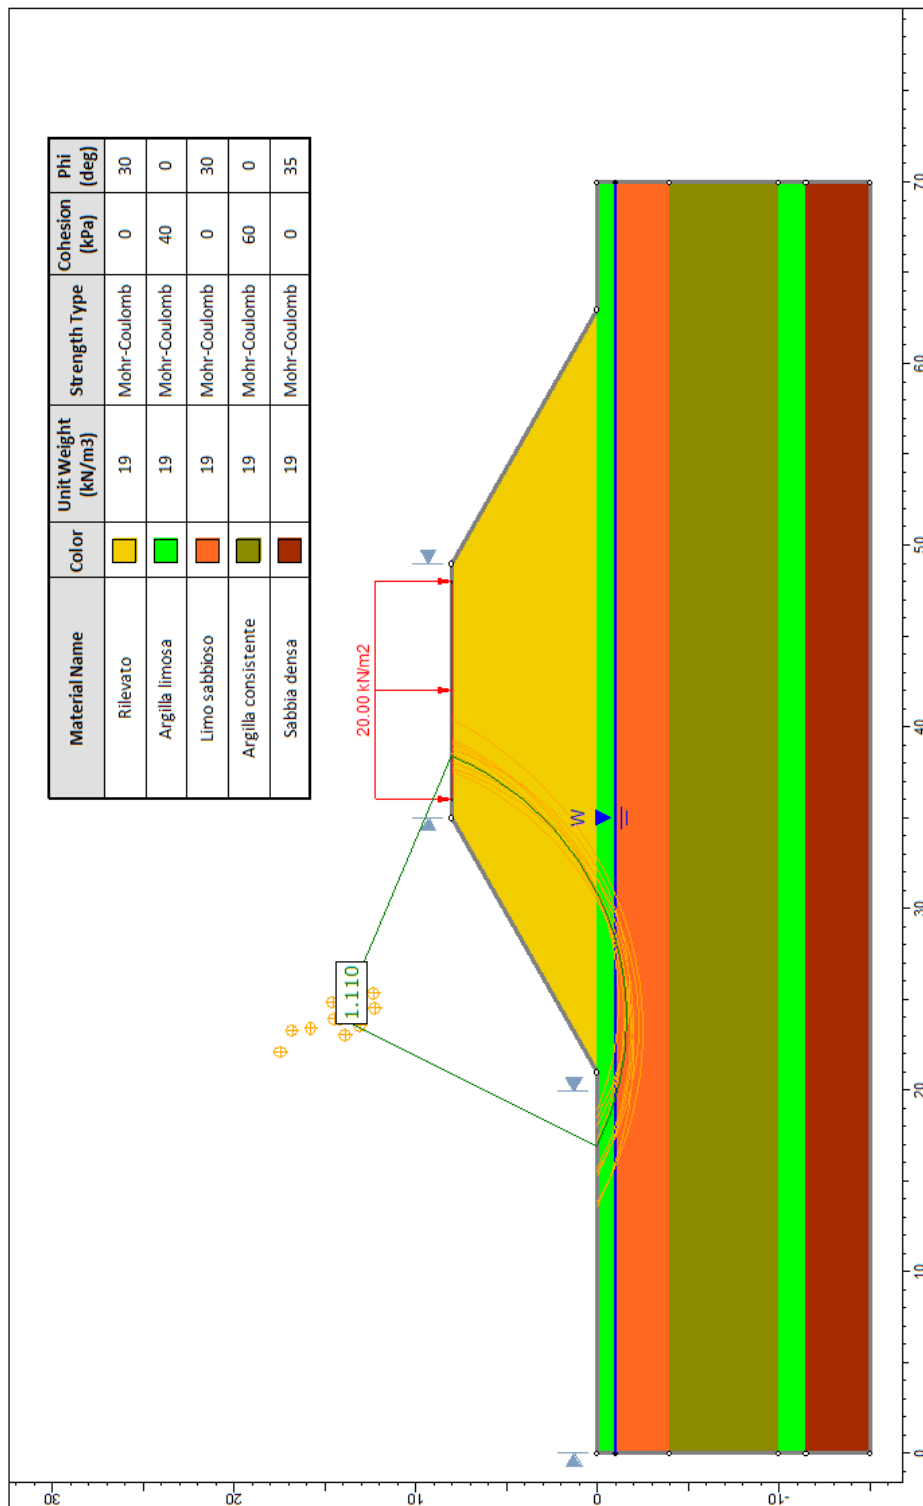 Material Name Color Unit Weight (kN/m3) Strength Type Cohesion (kPa) Phi (deg)
Rilevato 19 Mohr-Coulomb 0 30
Argilla limosa 19 Mohr-Coulomb 40 0
Limo sabbioso 19 Mohr-Coulomb 0 30
Argilla consistente 19 Mohr-Coulomb 60 0
Sabbia densa 19 Mohr-Coulomb 0 35
20.00 kN/m2
1.110
W
30
20
10
0
-10
0 10 20 30 40 50 60 70